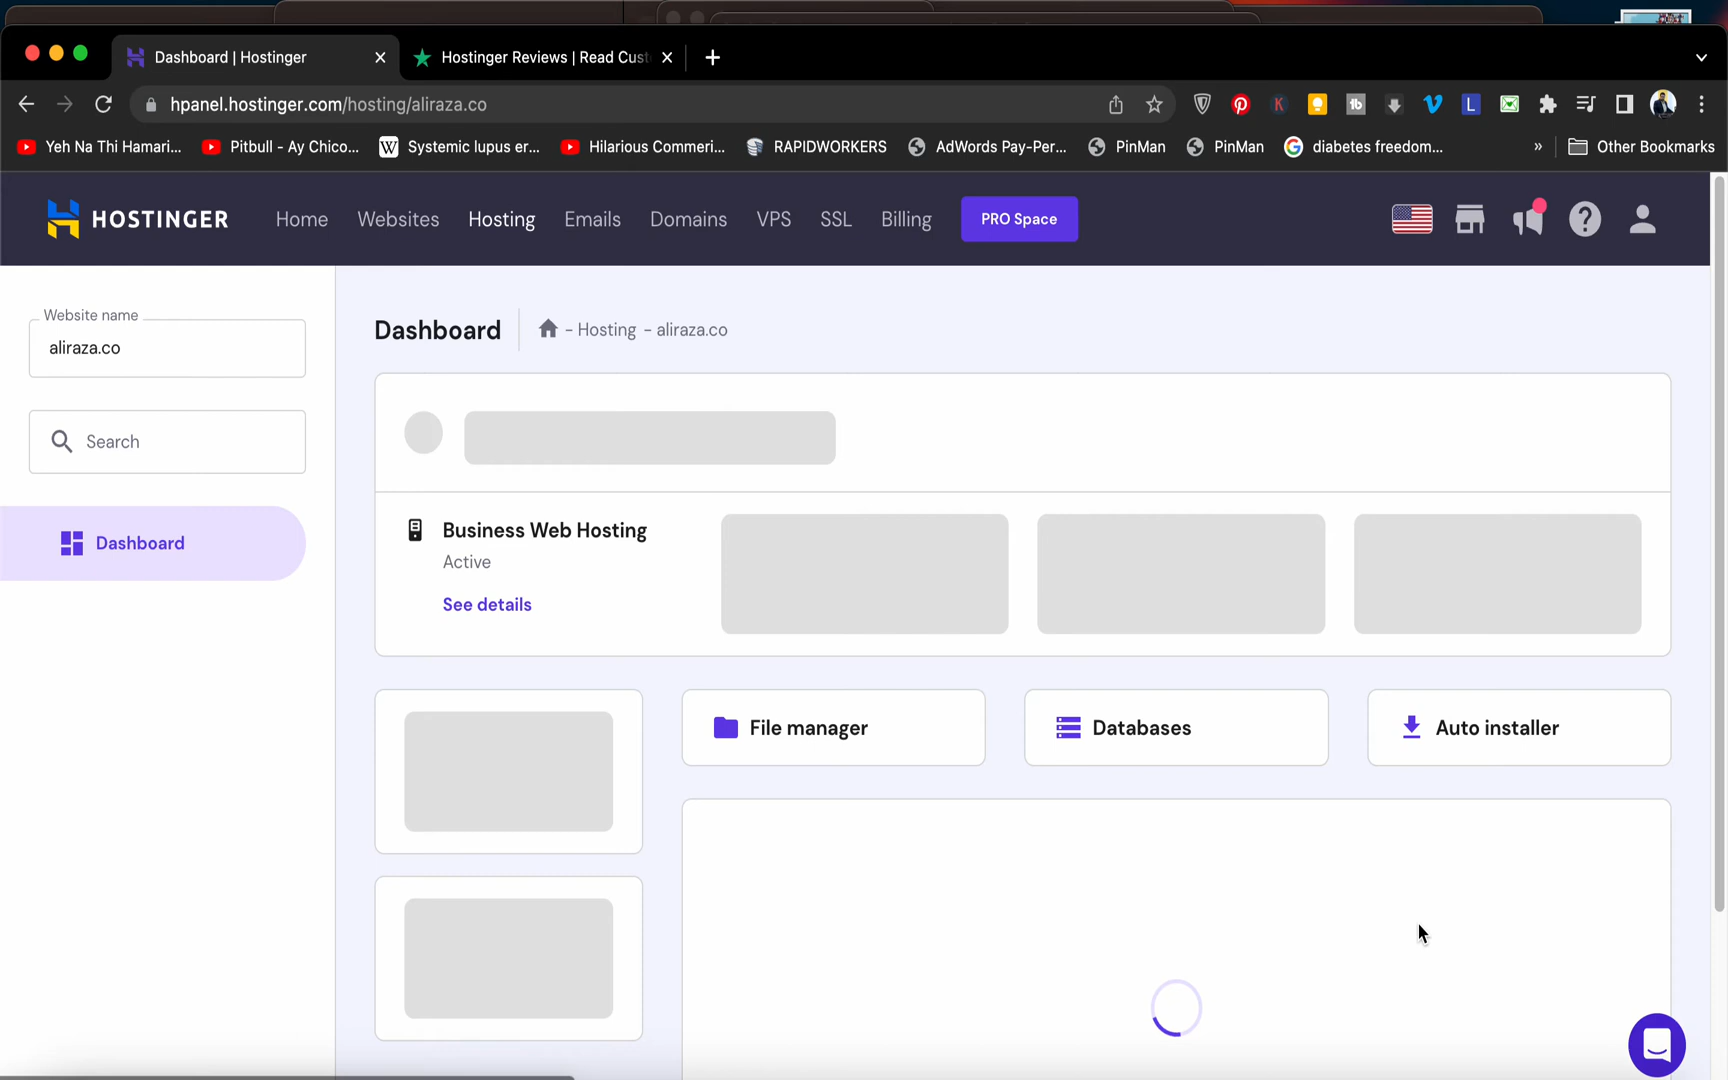 Dashboard | Hostinger
Hostinger Reviews | Read Cust
hpanel.hostinger.com/hosting/aliraza.co
Yeh Na Thi Hamari...
Pitbull - Ay Chico...
W
Systemic lupus er...
Hilarious Commeri...
RAPIDWORKERS
AdWords Pay-Per...
PinMan
PinMan
diabetes freedom...
»
Other Bookmarks
HOSTINGER
Home
Websites
Hosting
Emails
Domains
VPS
SSL
Billing
PRO Space
Website name
aliraza.co
Search
Dashboard
Dashboard
- Hosting - aliraza.co
Business Web Hosting
Active
See details
File manager
Databases
Auto installer